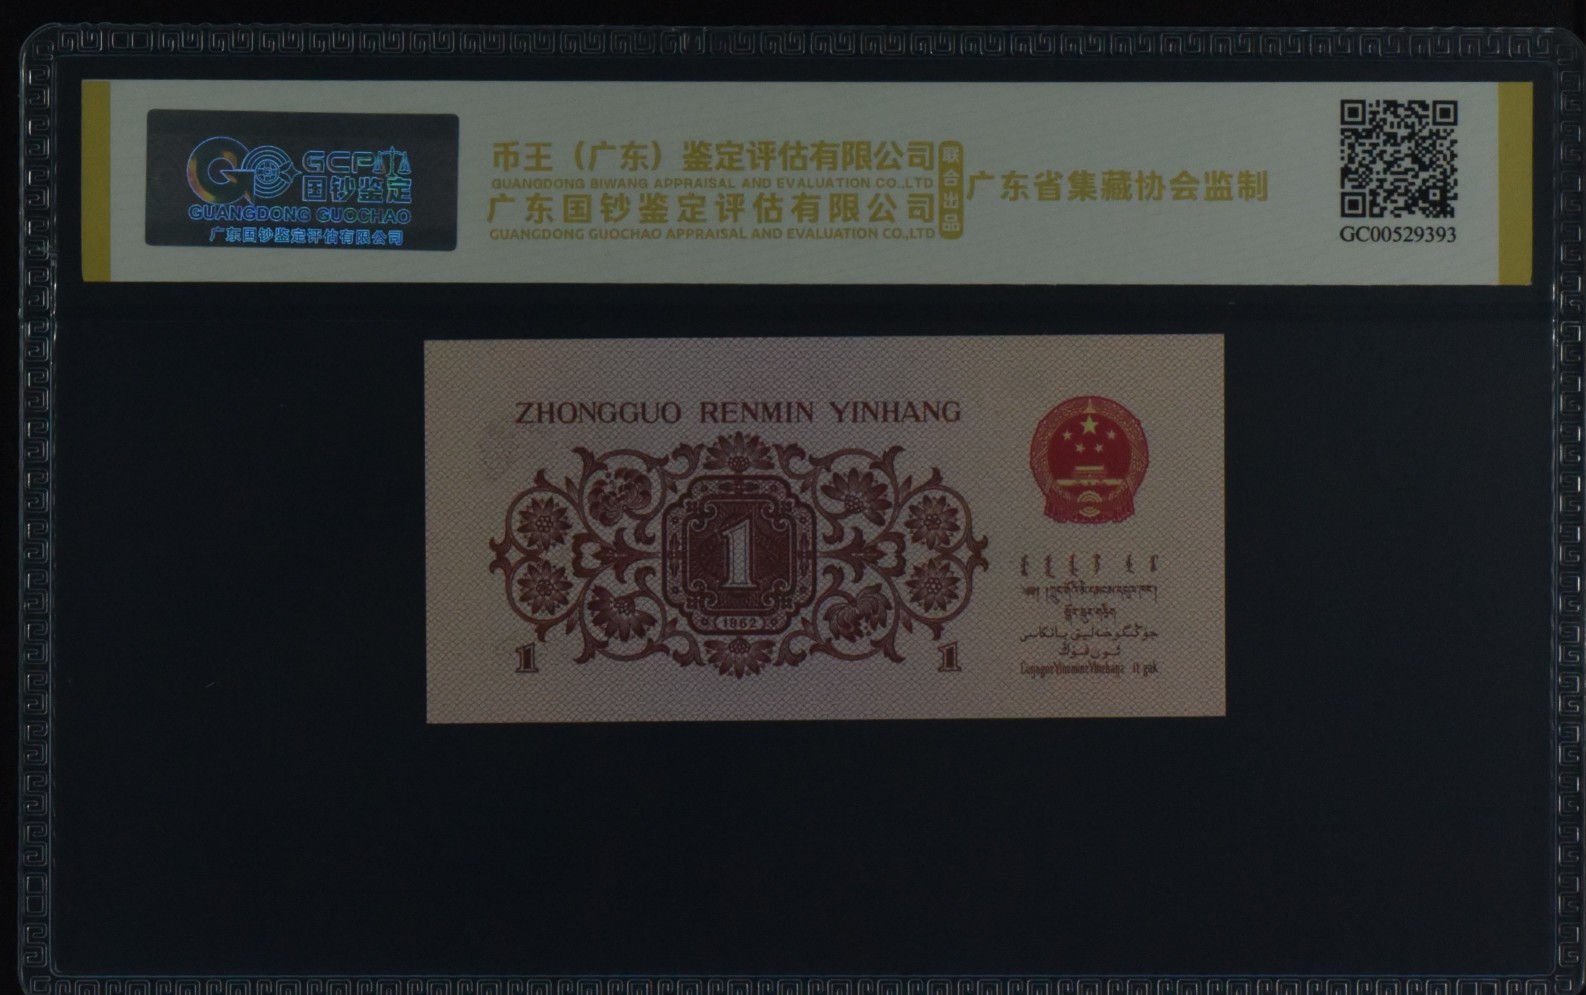 GCP
国钞鉴定
GUANGDONG GUOCHAO
广东国钞鉴定评估有限公司
币王（广东）鉴定评估有限公司
GUANGDONG BIWANG APPRAISAL AND EVALUATION CO.,LTD
广东国钞鉴定评估有限公司
GUANGDONG GUOCHAO APPRAISAL AND EVALUATION CO.,LTD
联合出品
广东省集藏协会监制
GC00529393
ZHONGGUO RENMIN YINHANG
1
1962
1
1